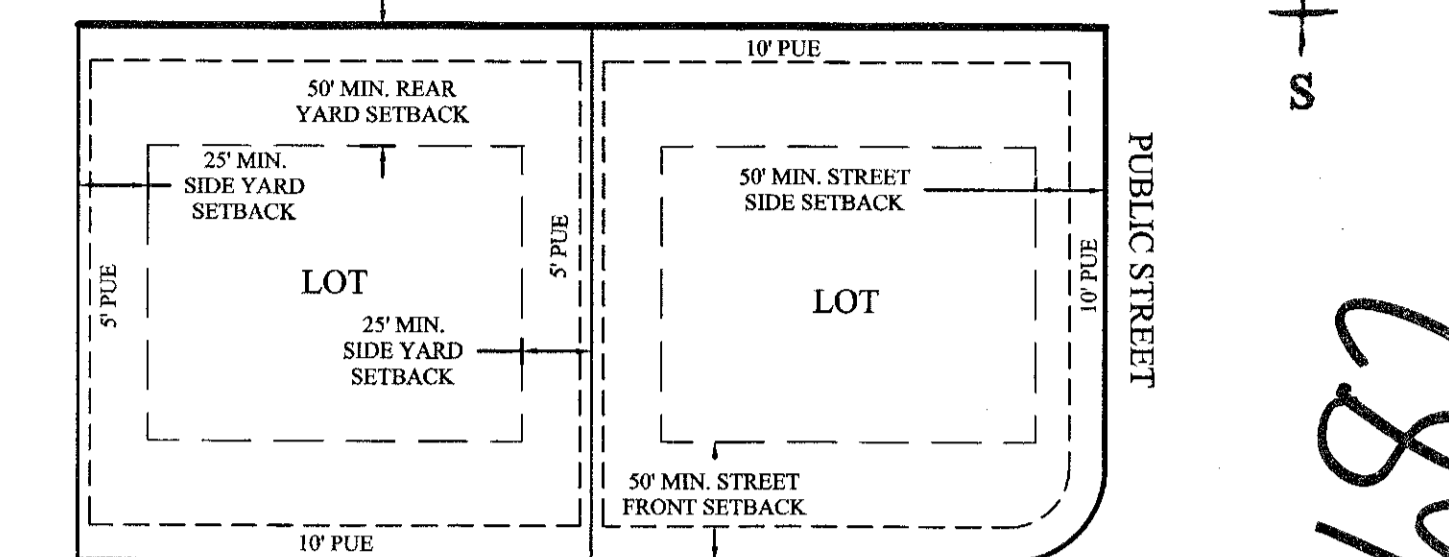 10' PUE
S
50' MIN. REAR
YARD SETBACK
25' MIN.
SIDE YARD
SETBACK
50' MIN. STREET
SIDE SETBACK
PUBLIC STREET
5' PUE
5' PUE
10' PUE
LOT
LOT
25' MIN.
SIDE YARD
SETBACK
50' MIN. STREET
FRONT SETBACK
10' PUE